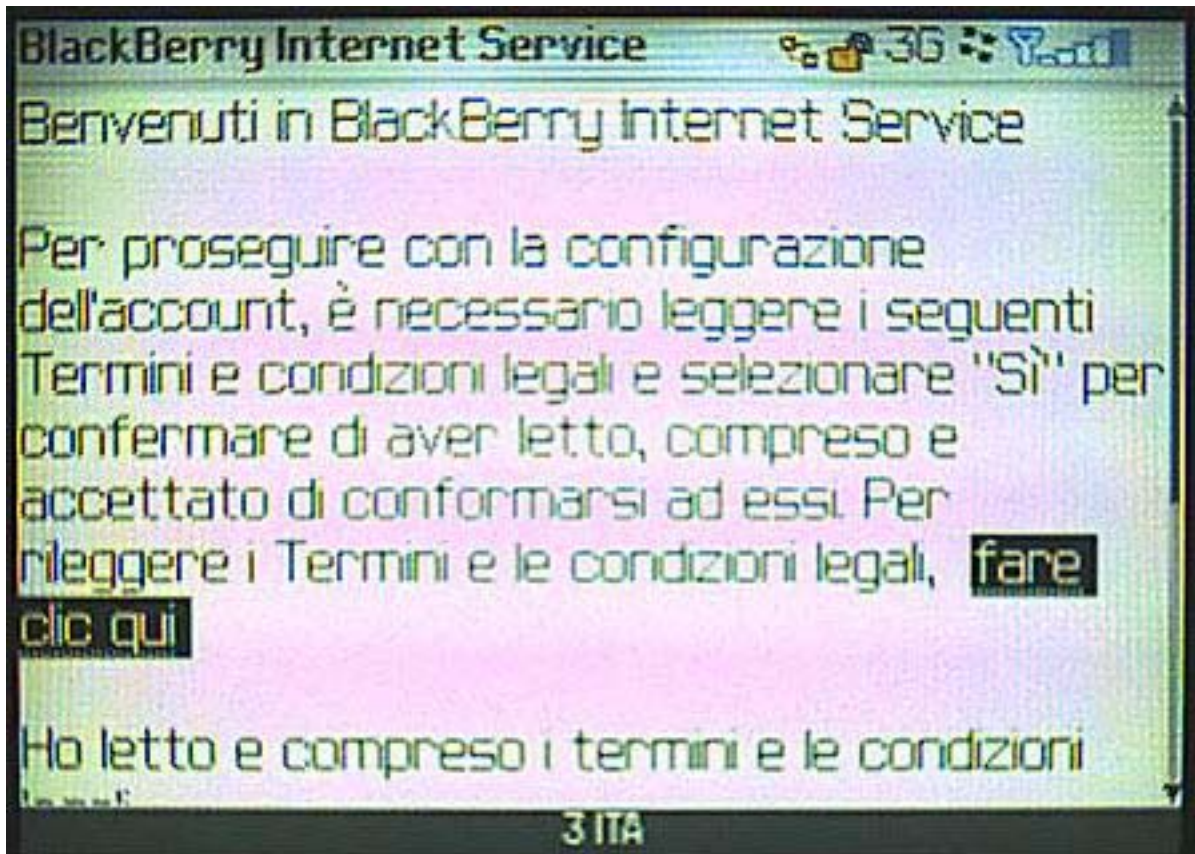 BlackBerry Internet Service 3G
Benvenuti in BlackBerry Internet Service
Per proseguire con la configurazione
dell'account, è necessario leggere i seguenti
Termini e condizioni legali e selezionare "Sì" per
confermare di aver letto, compreso e
accettato di conformarsi ad essi. Per
rileggere i Termini e le condizioni legali, fare
clic qui
Ho letto e compreso i termini e le condizioni
3 ITA